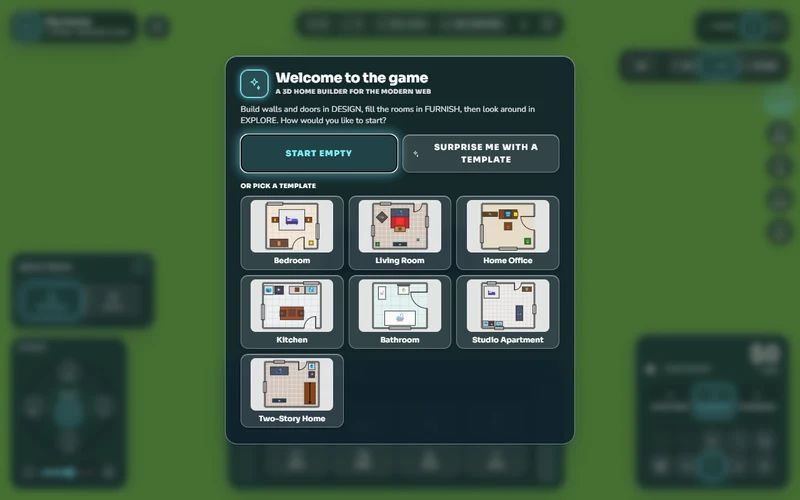 Welcome to the game
A 3D HOME BUILDER FOR THE MODERN WEB
Build walls and doors in DESIGN, fill the rooms in FURNISH, then look around in
EXPLORE. How would you like to start?
START EMPTY
SURPRISE ME WITH A
TEMPLATE
OR PICK A TEMPLATE
Bedroom
Living Room
Home Office
Kitchen
Bathroom
Studio Apartment
Two-Story Home
50